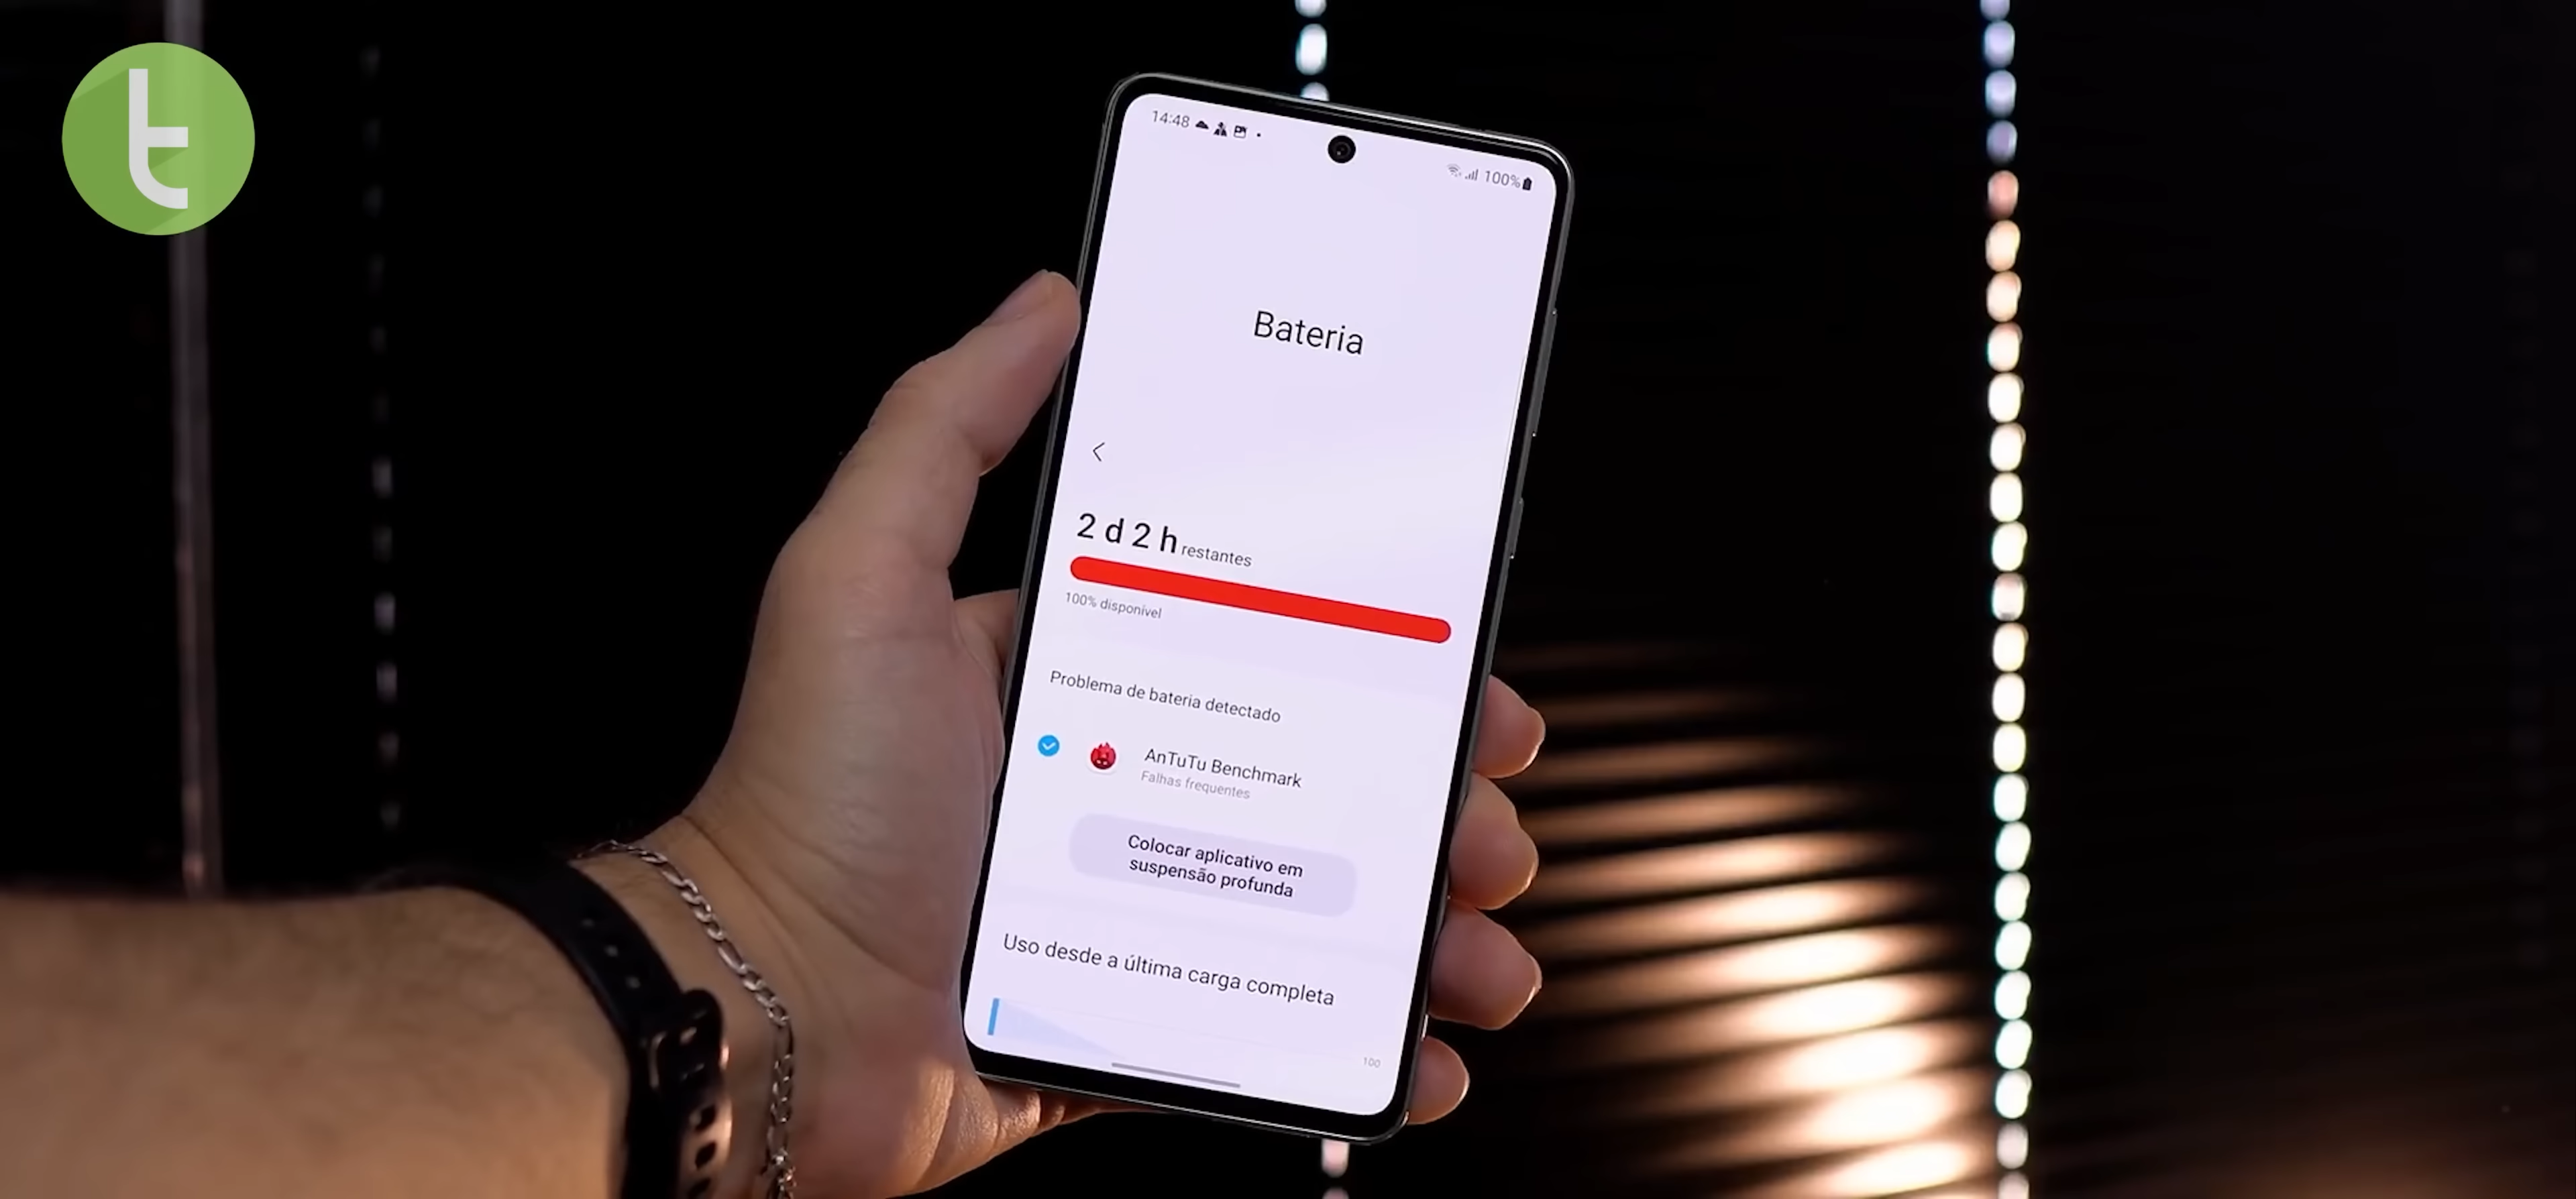 t
14:48
100%
Bateria
2 d 2 h restantes
100% disponível
Problema de bateria detectado
AnTuTu Benchmark
Falhas frequentes
Colocar aplicativo em
suspensão profunda
Uso desde a última carga completa
100